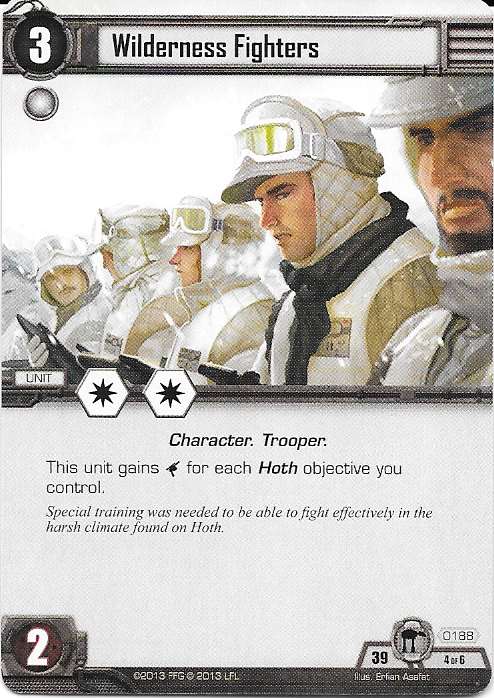 3
Wilderness Fighters
UNIT
Character. Trooper.
This unit gains for each Hoth objective you
control.
Special training was needed to be able to fight effectively in the
harsh climate found on Hoth.
2
39
0188
4 OF 6
©2013 FFG © 2013 LFL
Illus. Erfian Asafat